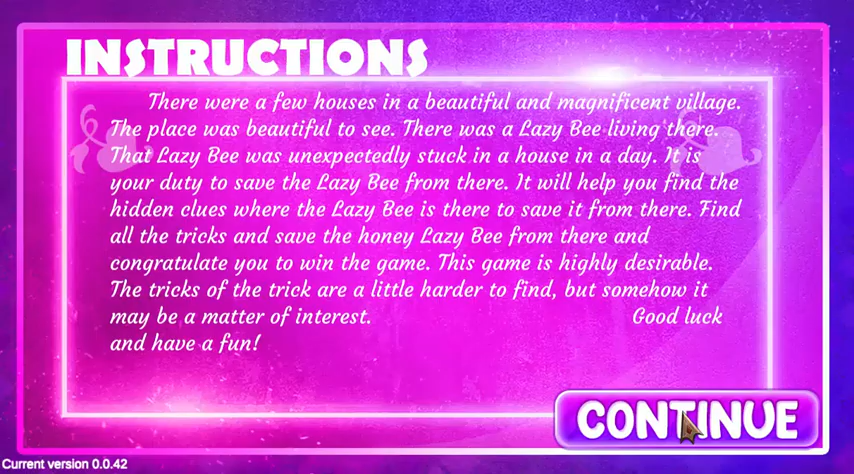 INSTRUCTIONS
There were a few houses in a beautiful and magnificent village.
The place was beautiful to see. There was a Lazy Bee living there.
That Lazy Bee was unexpectedly stuck in a house in a day. It is
your duty to save the Lazy Bee from there. It will help you find the
hidden clues where the Lazy Bee is there to save it from there. Find
all the tricks and save the honey Lazy Bee from there and
congratulate you to win the game. This game is highly desirable.
The tricks of the trick are a little harder to find, but somehow it
may be a matter of interest. Good luck
and have a fun!
CONTINUE
Current version 0.0.42